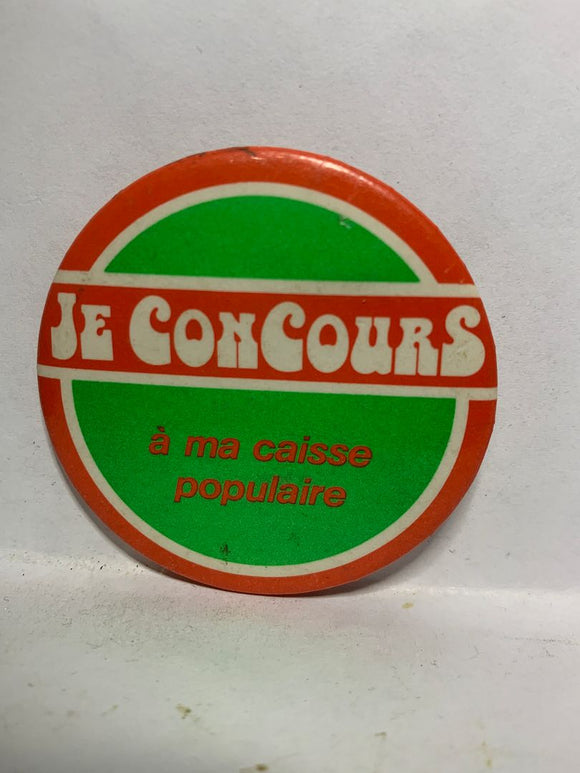 Je ConCourS
à ma caisse
populaire